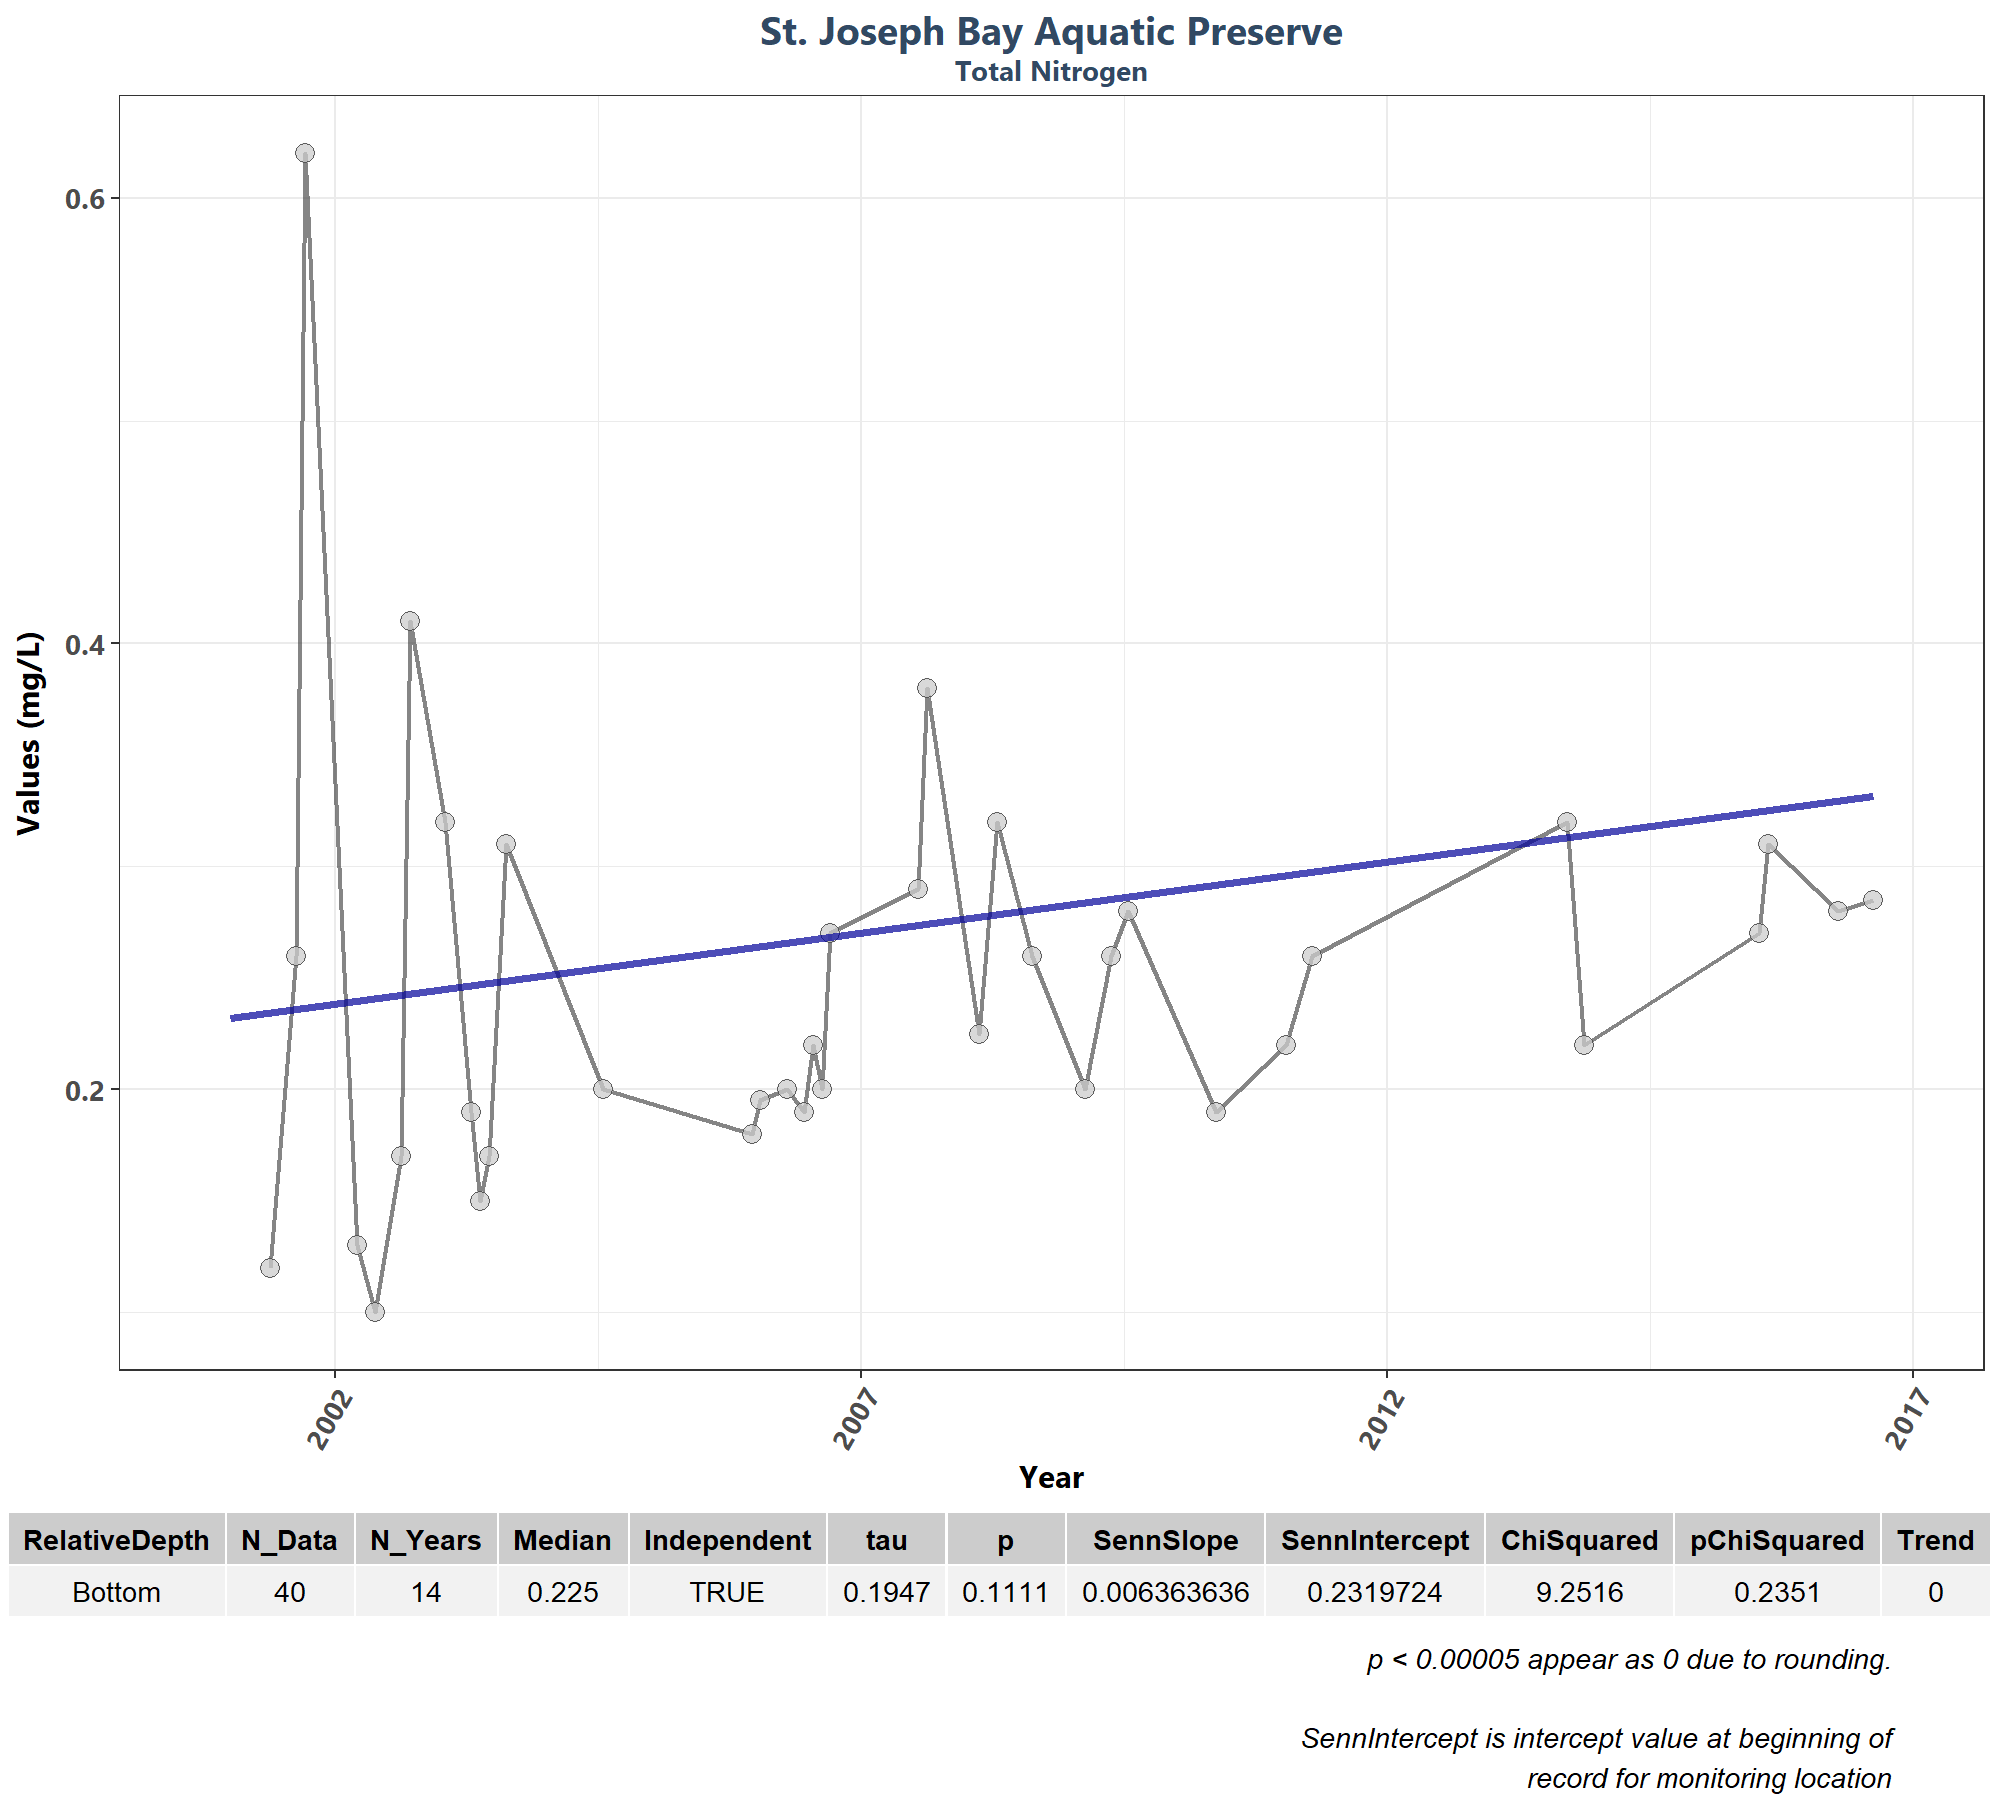 St. Joseph Bay Aquatic Preserve
Total Nitrogen
Values (mg/L)
0.6
0.4
0.2
2002 2007 2012 2017
Year
RelativeDepth N_Data N_Years Median Independent tau p SennSlope SennIntercept ChiSquared pChiSquared Trend
Bottom 40 14 0.225 TRUE 0.1947 0.1111 0.006363636 0.2319724 9.2516 0.2351 0
p < 0.00005 appear as 0 due to rounding.
SennIntercept is intercept value at beginning of
record for monitoring location